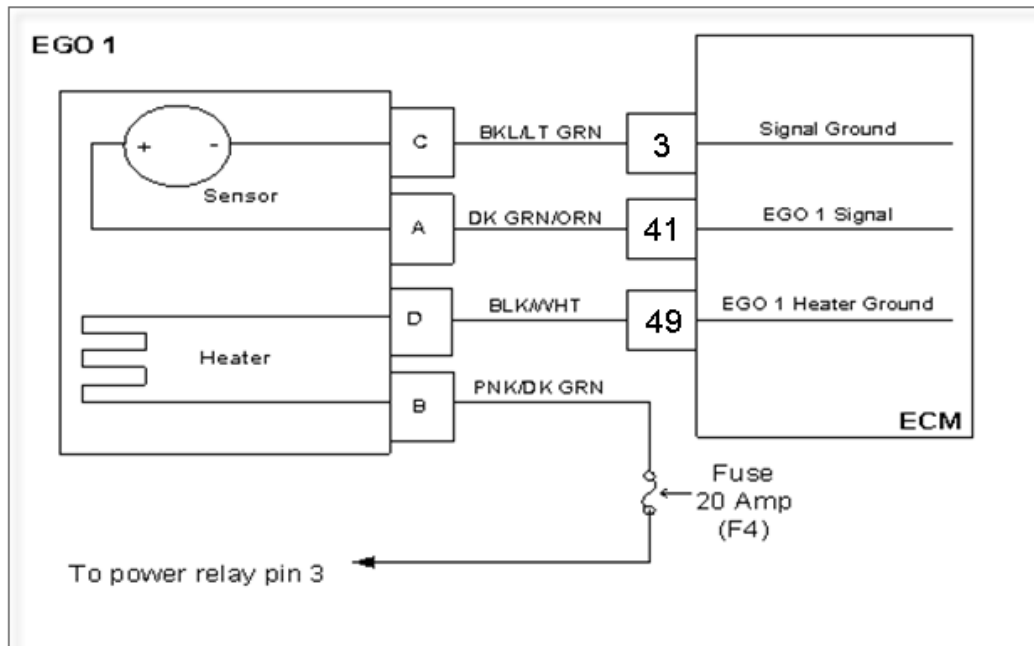 EGO 1
C
BKL/LT GRN
3
Signal Ground
+
-
Sensor
A
DK GRN/ORN
41
EGO 1 Signal
D
BLK/WHT
49
EGO 1 Heater Ground
Heater
B
PNK/DK GRN
ECM
Fuse
20 Amp
(F4)
To power relay pin 3